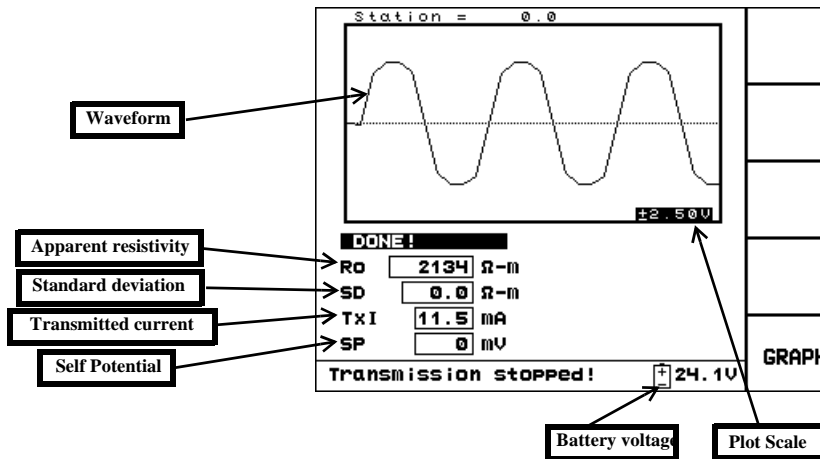 Station = 0.0
Waveform
±2.50V
DONE!
Apparent resistivity
Ro 2134 Ω-m
Standard deviation
SD 0.0 Ω-m
Transmitted current
TxI 11.5 mA
Self Potential
SP 0 mV
GRAPH
Transmission stopped! + - 24.1V
Battery voltage
Plot Scale